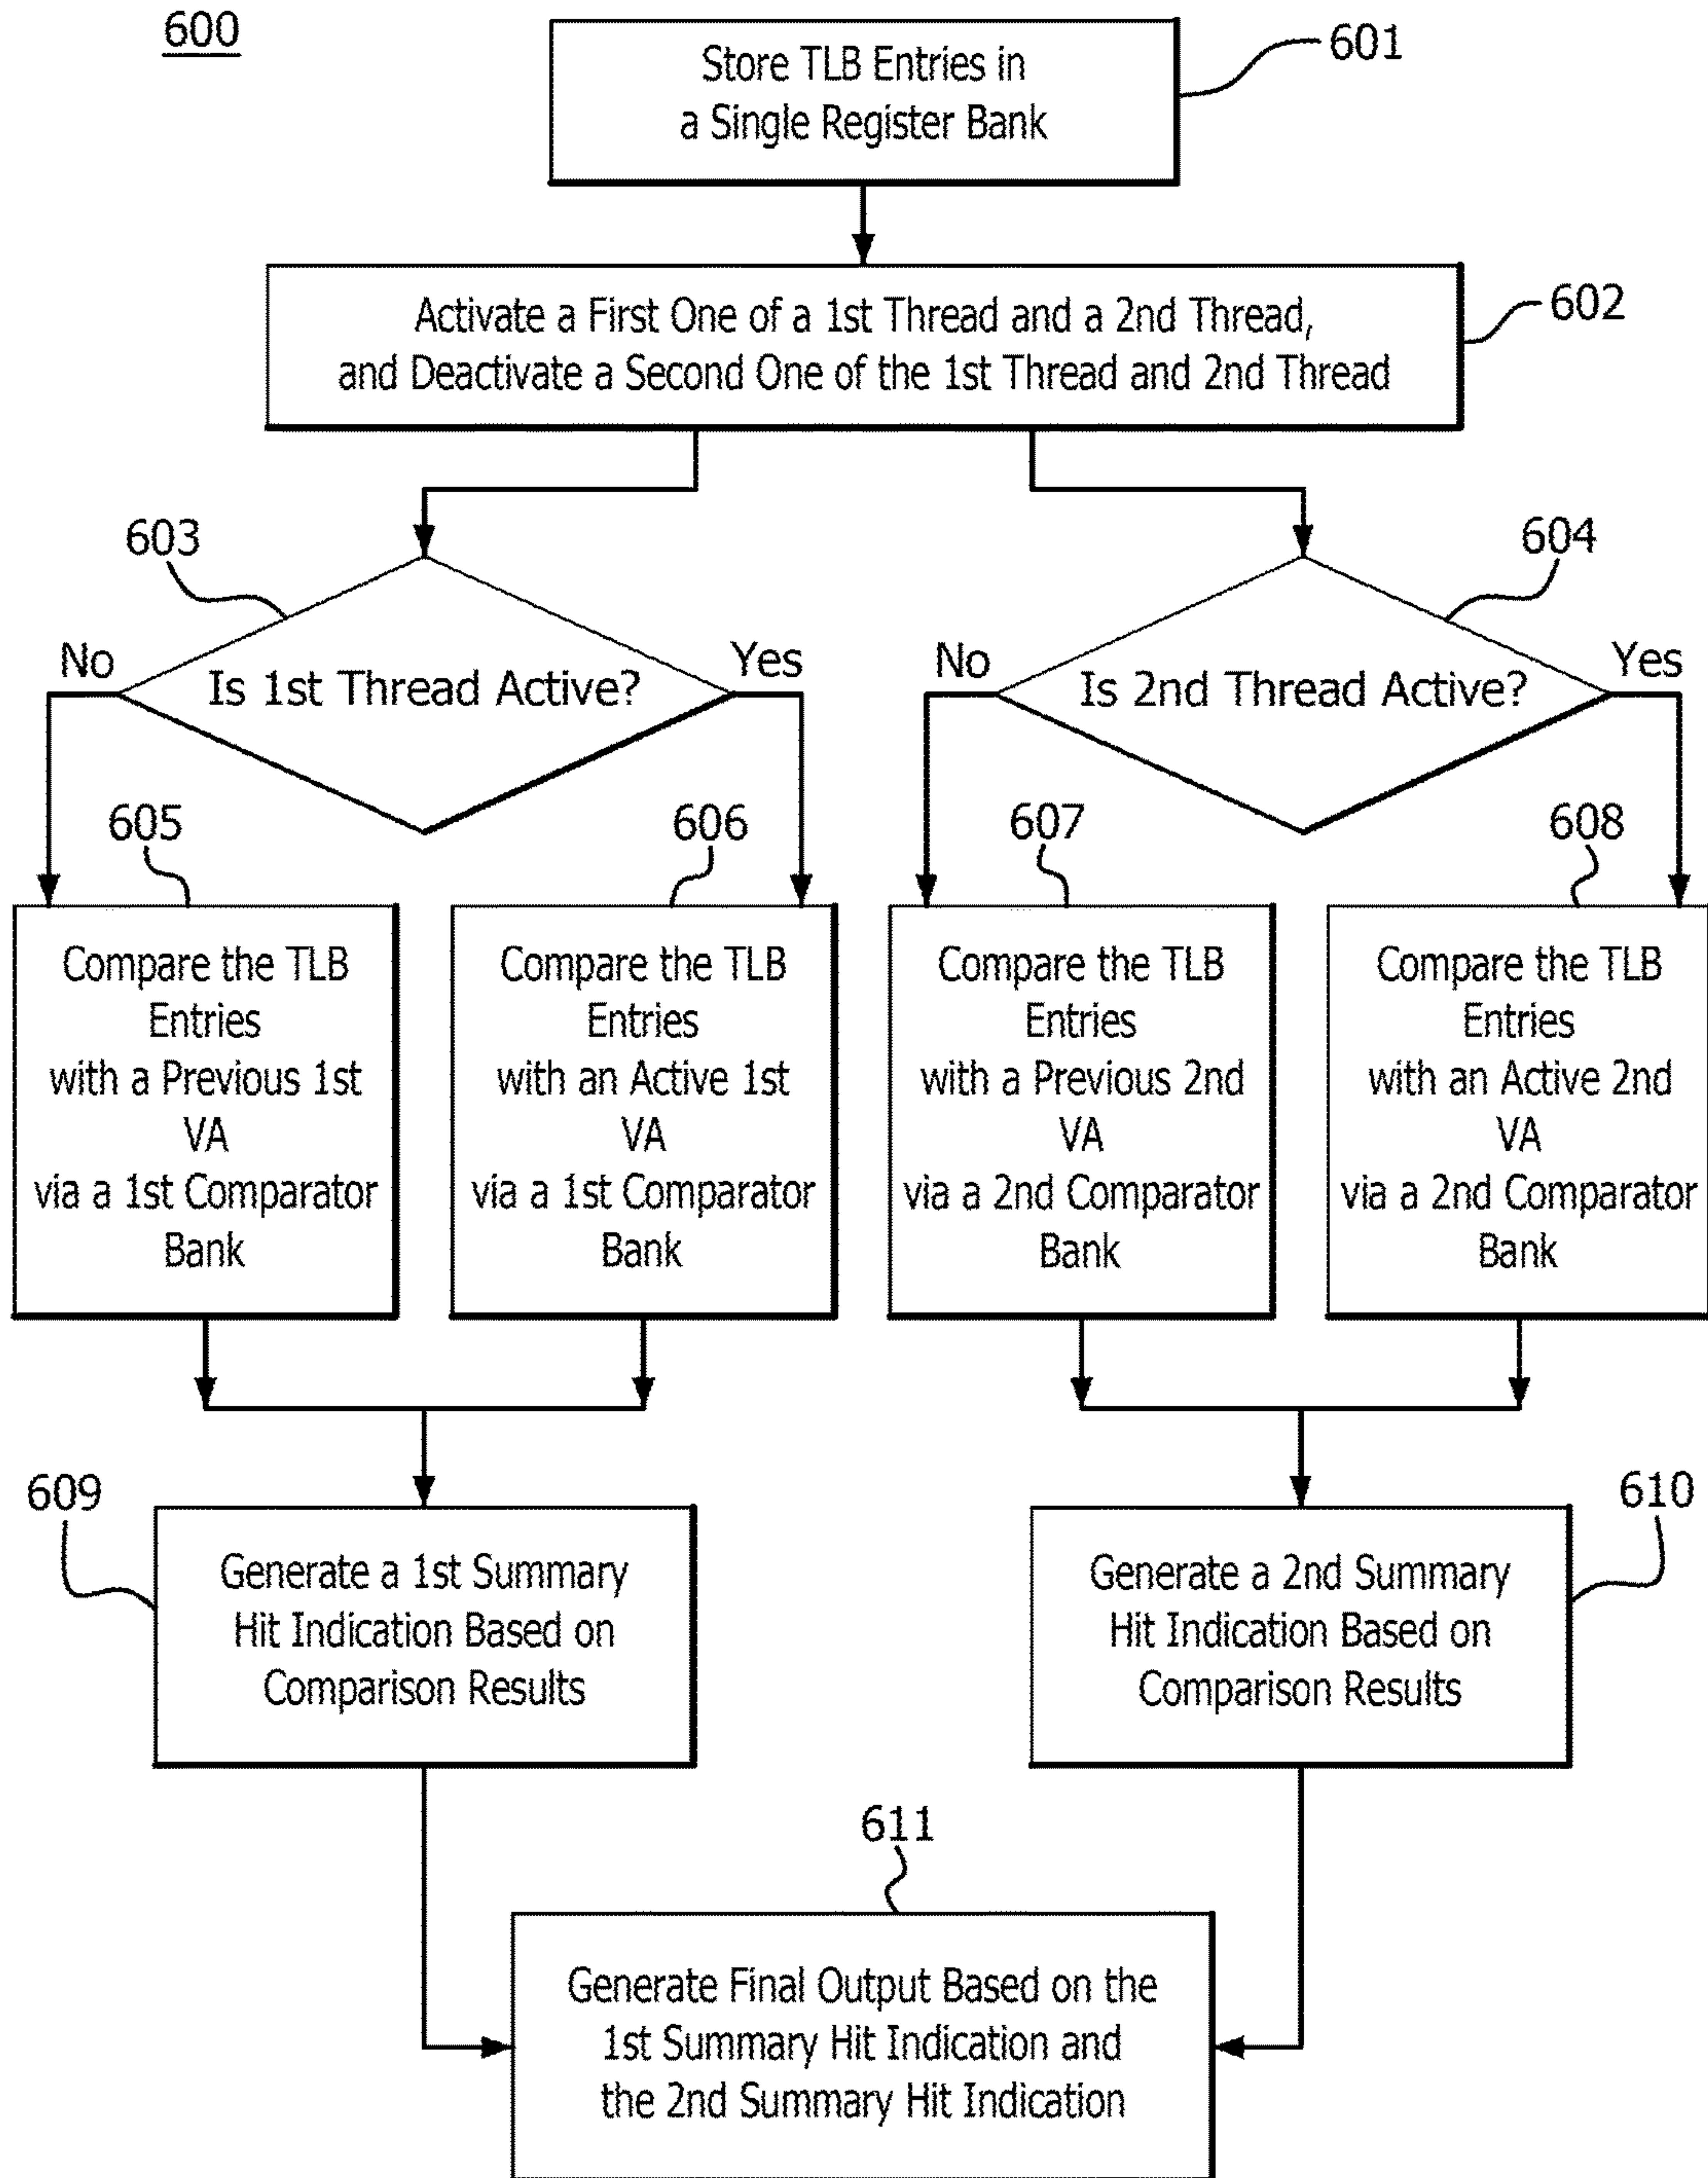 600
601
Store TLB Entries in
a Single Register Bank
602
Activate a First One of a 1st Thread and a 2nd Thread,
and Deactivate a Second One of the 1st Thread and 2nd Thread
603
604
No
Is 1st Thread Active?
Yes
No
Is 2nd Thread Active?
Yes
605
606
607
608
Compare the TLB
Entries
with a Previous 1st
VA
via a 1st Comparator
Bank
Compare the TLB
Entries
with an Active 1st
VA
via a 1st Comparator
Bank
Compare the TLB
Entries
with a Previous 2nd
VA
via a 2nd Comparator
Bank
Compare the TLB
Entries
with an Active 2nd
VA
via a 2nd Comparator
Bank
609
610
Generate a 1st Summary
Hit Indication Based on
Comparison Results
Generate a 2nd Summary
Hit Indication Based on
Comparison Results
611
Generate Final Output Based on the
1st Summary Hit Indication and
the 2nd Summary Hit Indication